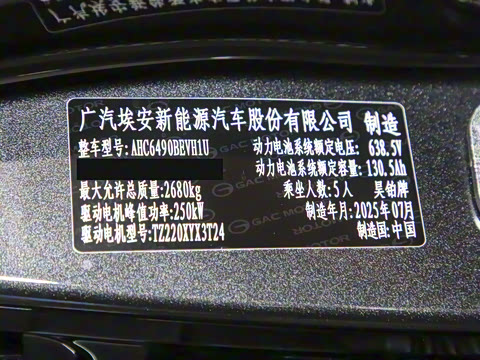 广汽埃安新能源汽车股份有限公司 制造
整车型号:AHC6490BEVH1U 动力电池系统额定电压: 638.5V
动力电池系统额定容量: 130.5Ah
最大允许总质量:2680kg 乘坐人数:5人 昊铂牌
驱动电机峰值功率:250kW 制造年月:2025年07月
驱动电机型号:TZ220XYX3T24 制造国:中国
GAC MOTOR